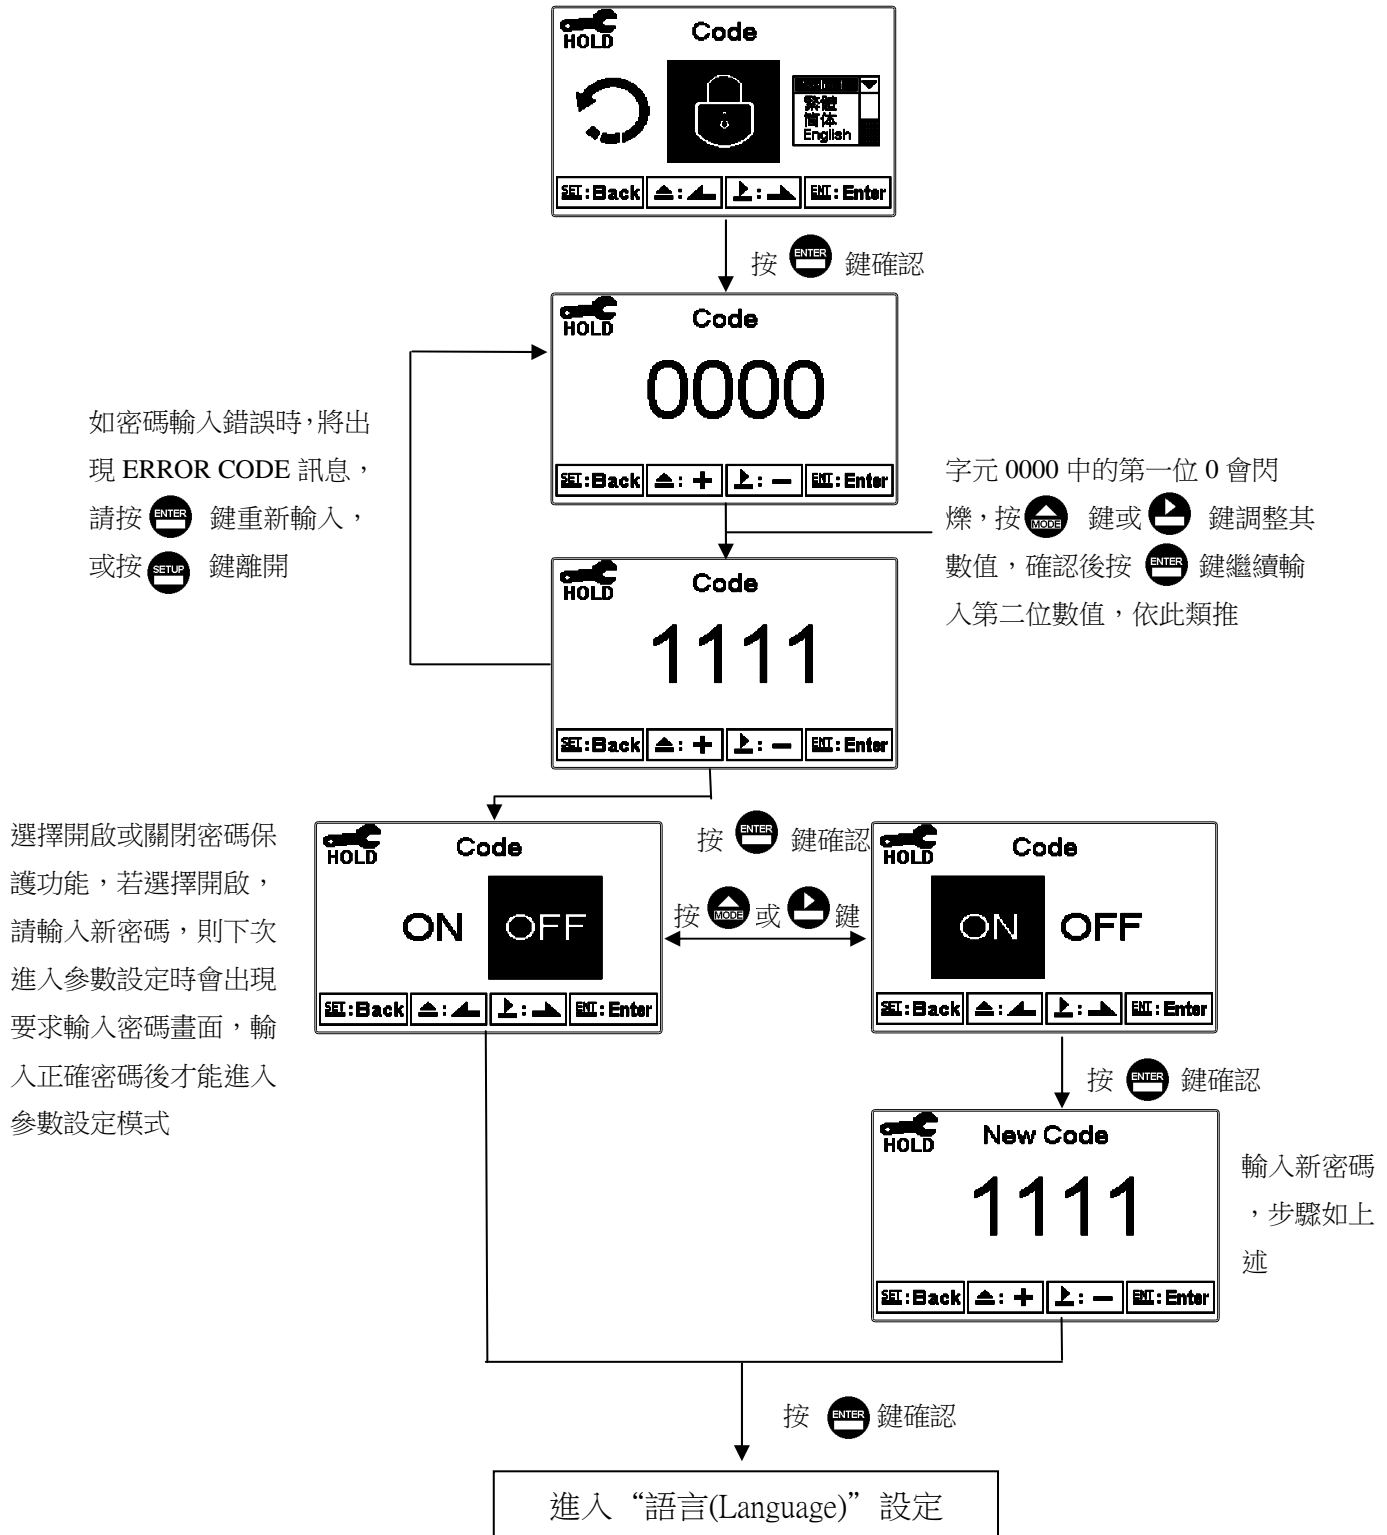 HOLD
Code
繁體
简体
English
SET:Back
ENT:Enter
按 ENTER 鍵確認
HOLD
Code
0000
SET:Back
: +
: −
ENT:Enter
如密碼輸入錯誤時,將出
現 ERROR CODE 訊息,
請按 ENTER 鍵重新輸入,
或按 SETUP 鍵離開
字元 0000 中的第一位 0 會閃
爍,按 MODE 鍵或 鍵調整其
數值,確認後按 ENTER 鍵繼續輸
入第二位數值,依此類推
HOLD
Code
1111
SET:Back
: +
: −
ENT:Enter
按 ENTER 鍵確認
選擇開啟或關閉密碼保
護功能,若選擇開啟,
請輸入新密碼,則下次
進入參數設定時會出現
要求輸入密碼畫面,輸
入正確密碼後才能進入
參數設定模式
HOLD
Code
ON OFF
SET:Back
ENT:Enter
按 MODE 或 鍵
HOLD
Code
ON OFF
SET:Back
ENT:Enter
按 ENTER 鍵確認
HOLD
New Code
1111
SET:Back
: +
: −
ENT:Enter
輸入新密碼
,步驟如上
述
按 ENTER 鍵確認
進入“語言(Language)”設定